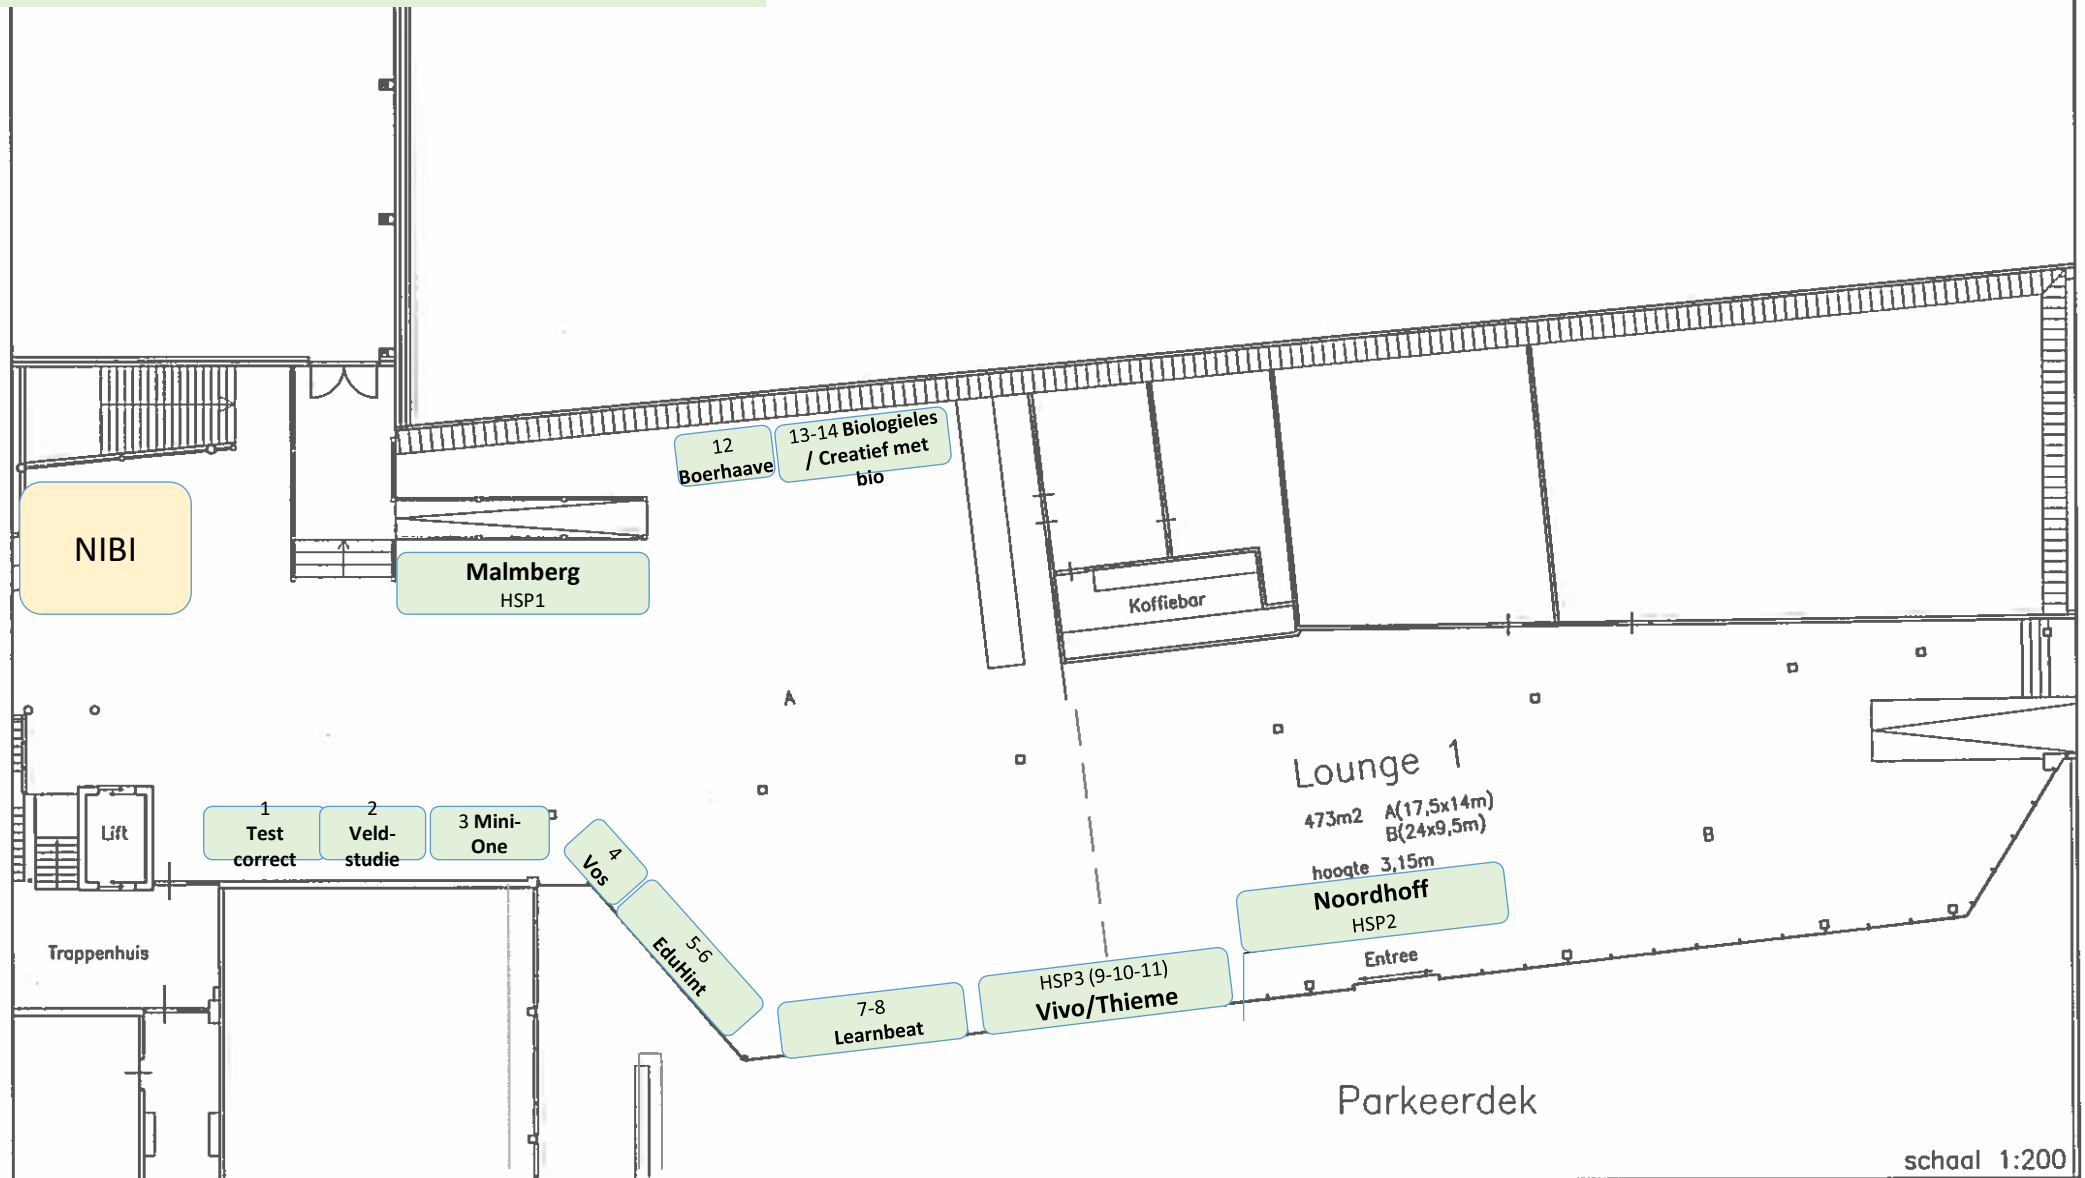 12
Boerhaave
13-14 Biologieles
/ Creatief met
bio
NIBI
Malmberg
HSP1
Koffiebar
A
Lounge 1
473m2 A(17,5x14m)
B(24x9,5m)
hoogte 3,15m
B
Lift
1
Test
correct
2
Veld-
studie
3 Mini-
One
4
Vos
5-6
EduHint
7-8
Learnbeat
HSP3 (9-10-11)
Vivo/Thieme
Noordhoff
HSP2
Entree
Trappenhuis
Parkeerdek
schaal 1:200